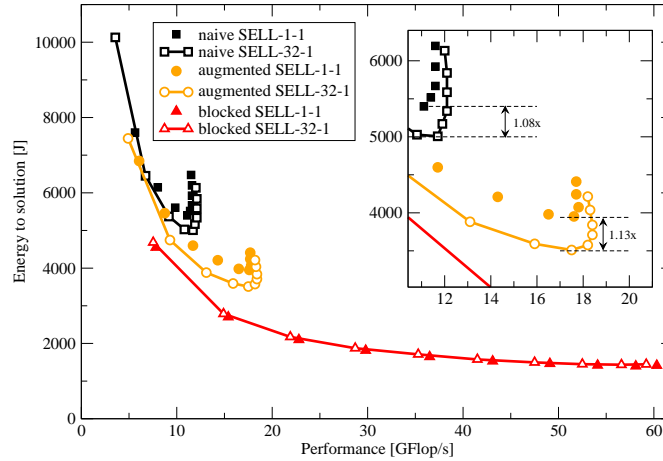 naive SELL-1-1
naive SELL-32-1
augmented SELL-1-1
augmented SELL-32-1
blocked SELL-1-1
blocked SELL-32-1
10000
8000
6000
4000
2000
0
Energy to solution [J]
0 10 20 30 40 50 60
Performance [GFlop/s]
6000
5000
4000
1.08x
1.13x
12 14 16 18 20